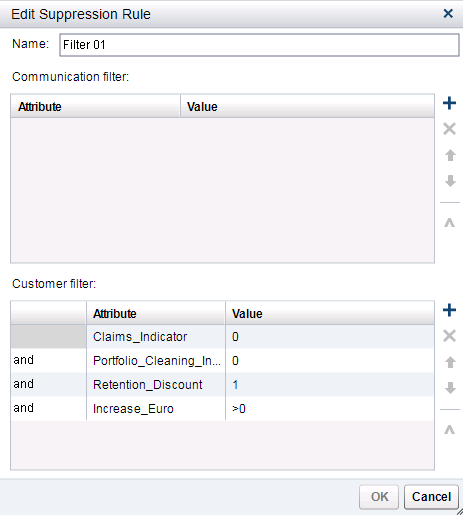 Edit Suppression Rule
Name: Filter 01
Communication filter:
Attribute Value
Customer filter:
Attribute Value
Claims_Indicator 0
and Portfolio_Cleaning_In... 0
and Retention_Discount 1
and Increase_Euro >0
OK Cancel